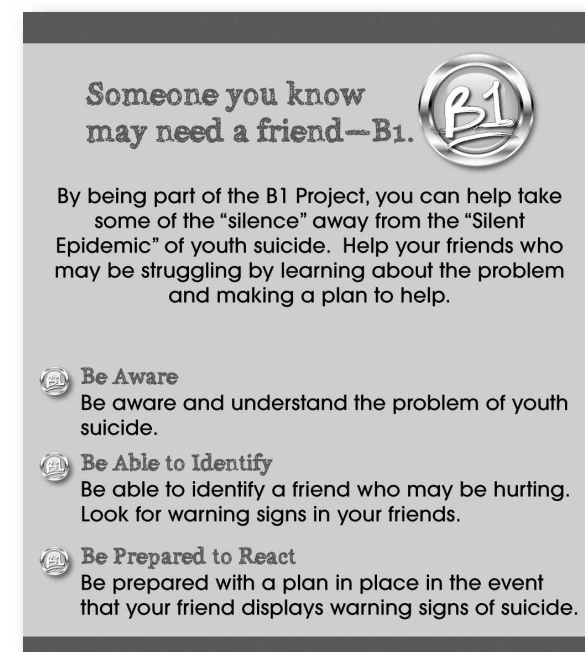 Someone you know
may need a friend—B1.
B1
By being part of the B1 Project, you can help take
some of the “silence” away from the “Silent
Epidemic” of youth suicide.  Help your friends who
may be struggling by learning about the problem
and making a plan to help.
B1 Be Aware
Be aware and understand the problem of youth
suicide.
B1 Be Able to Identify
Be able to identify a friend who may be hurting.
Look for warning signs in your friends.
B1 Be Prepared to React
Be prepared with a plan in place in the event
that your friend displays warning signs of suicide.